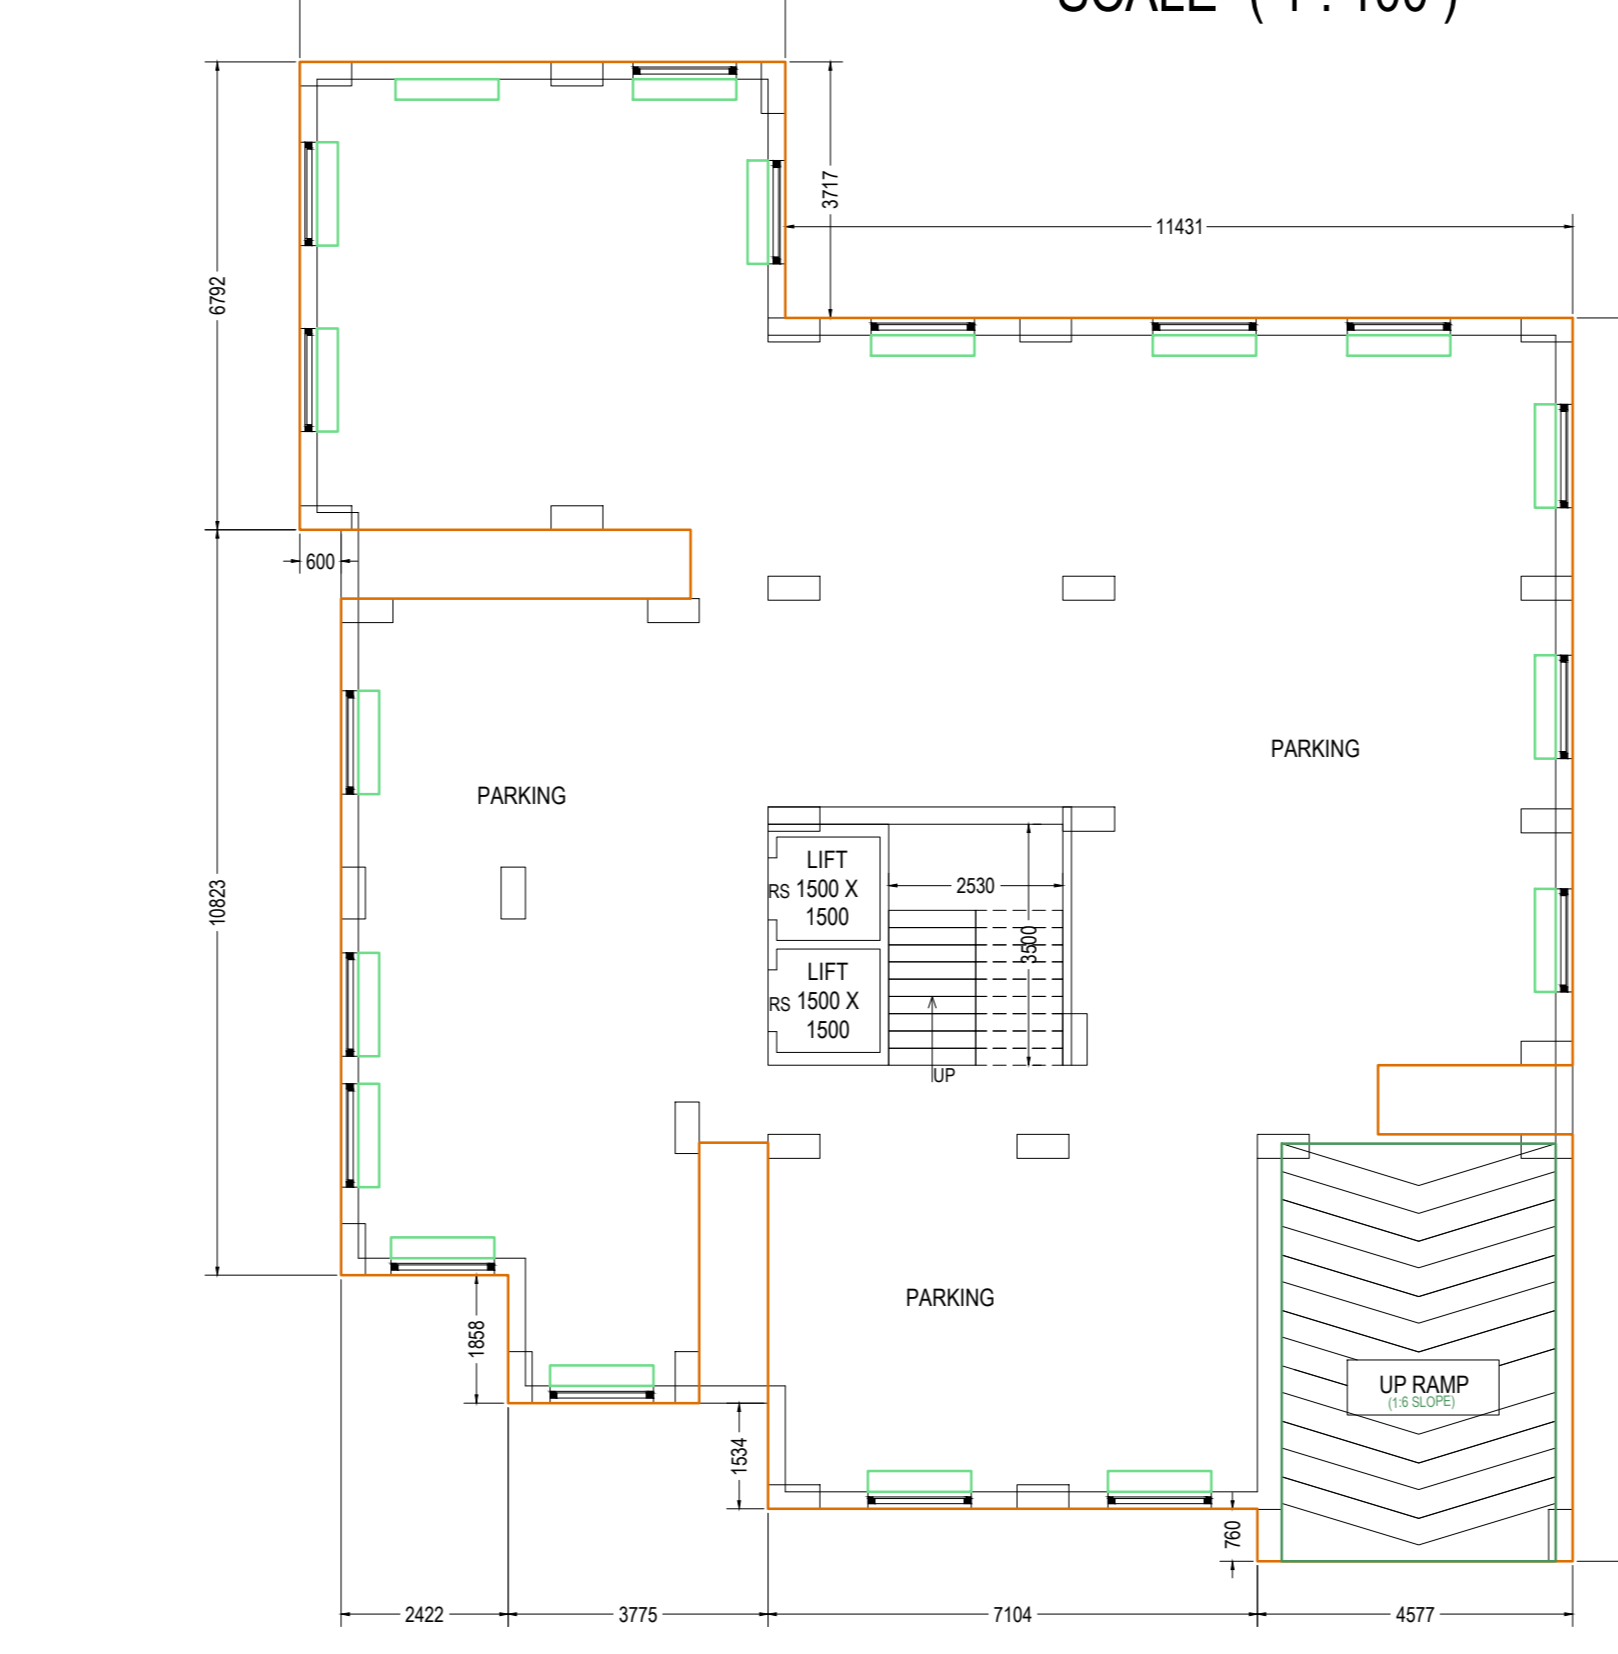 SCALE ( 1 : 100 )
3717
11431
6792
600
10823
PARKING
PARKING
LIFT
RS 1500 X
1500
2530
3500
LIFT
RS 1500 X
1500
UP
PARKING
1858
1534
760
UP RAMP
(1:6 SLOPE)
2422
3775
7104
4577